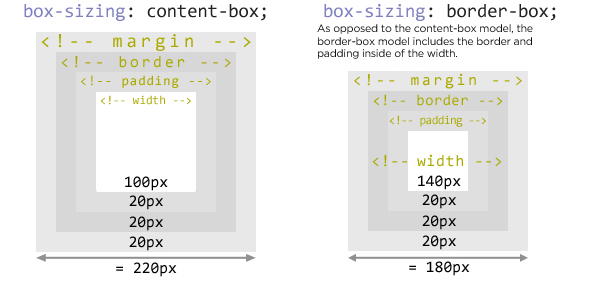 box-sizing: content-box;
<!-- margin -->
<!-- border -->
<!-- padding -->
<!-- width -->
100px
20px
20px
20px
= 220px
box-sizing: border-box;
As opposed to the content-box model, the
border-box model includes the border and
padding inside of the width.
<!-- margin -->
<!-- border -->
<!-- padding -->
<!-- width -->
140px
20px
20px
20px
= 180px